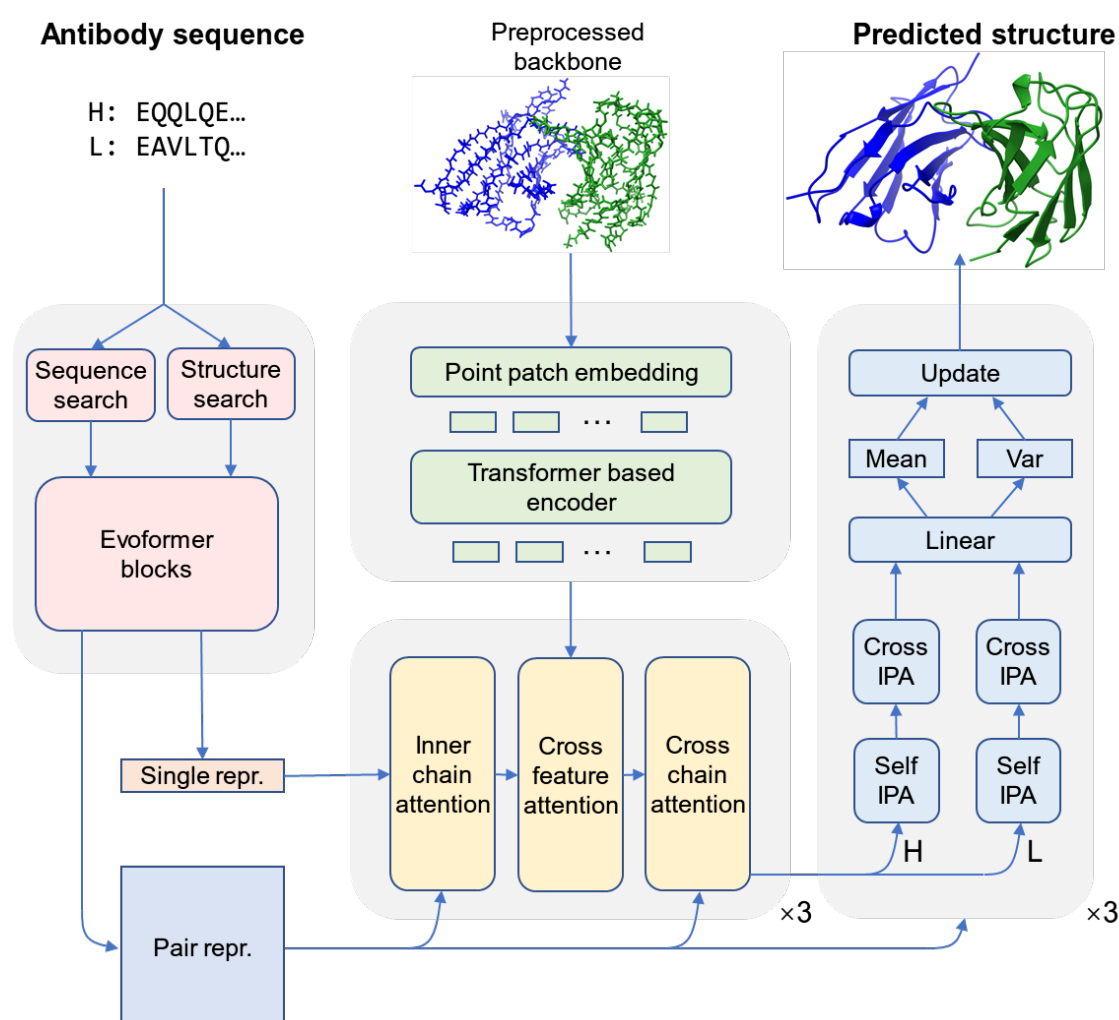 Antibody sequence
H: EQQLQE…
L: EAVLTQ…
Preprocessed
backbone
Predicted structure
Sequence
search
Structure
search
Evoformer
blocks
Single repr.
Pair repr.
Point patch embedding
…
Transformer based
encoder
…
Inner
chain
attention
Cross
feature
attention
Cross
chain
attention
×3
Update
Mean
Var
Linear
Cross
IPA
Cross
IPA
Self
IPA
Self
IPA
H
L
×3